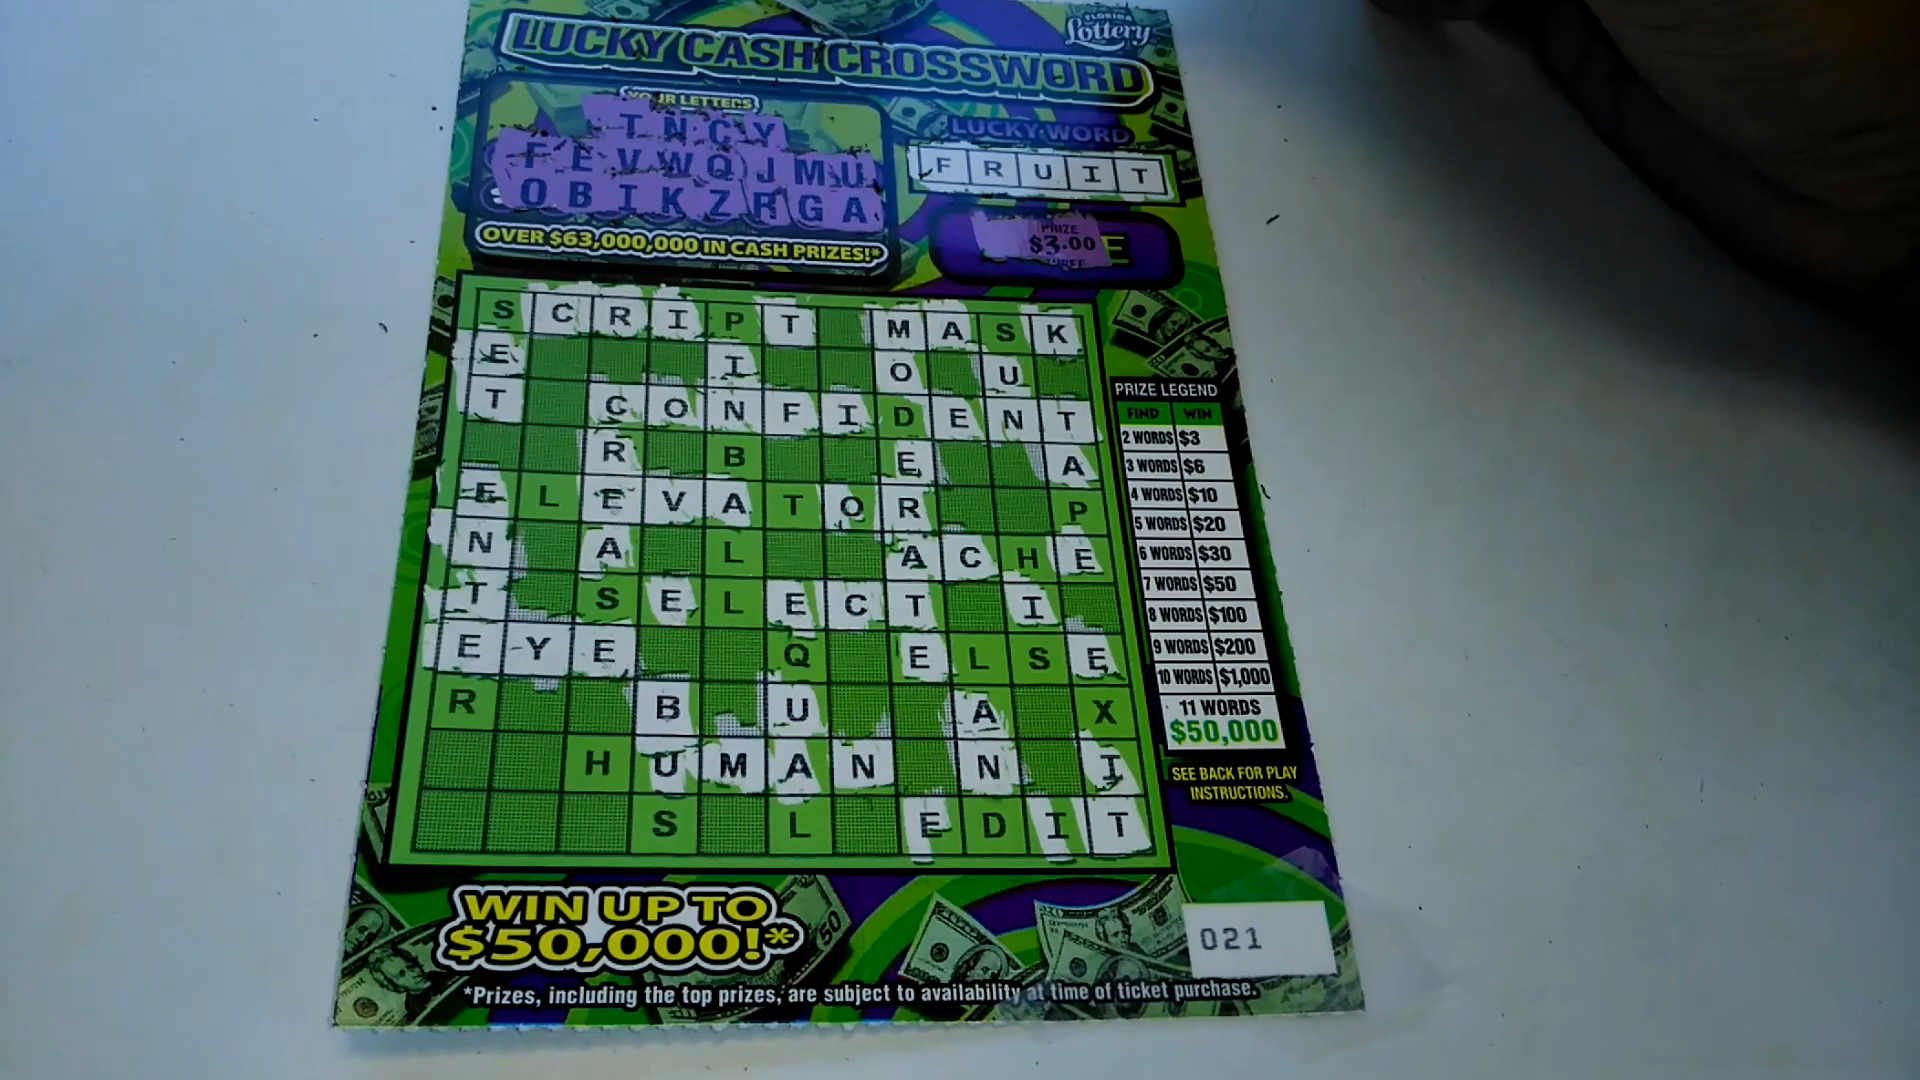 FLORIDA
Lottery
LUCKY CASH CROSSWORD
YOUR LETTERS
T N C Y
F E V W Q J M U
O B I K Z R G A
OVER $63,000,000 IN CASH PRIZES!*
LUCKY WORD
F R U I T
PRIZE
$3.00
S C R I P T M A S K
E I O U
T C O N F I D E N T
R B E A
E L E V A T O R P
N A L A C H E
T S E L E C T I
E Y E Q E L S E
R B U A X
H U M A N N I
S L E D I T
PRIZE LEGEND
FIND WIN
2 WORDS $3
3 WORDS $6
4 WORDS $10
5 WORDS $20
6 WORDS $30
7 WORDS $50
8 WORDS $100
9 WORDS $200
10 WORDS $1,000
11 WORDS
$50,000
SEE BACK FOR PLAY
INSTRUCTIONS.
WIN UP TO
$50,000!*
021
*Prizes, including the top prizes, are subject to availability at time of ticket purchase.